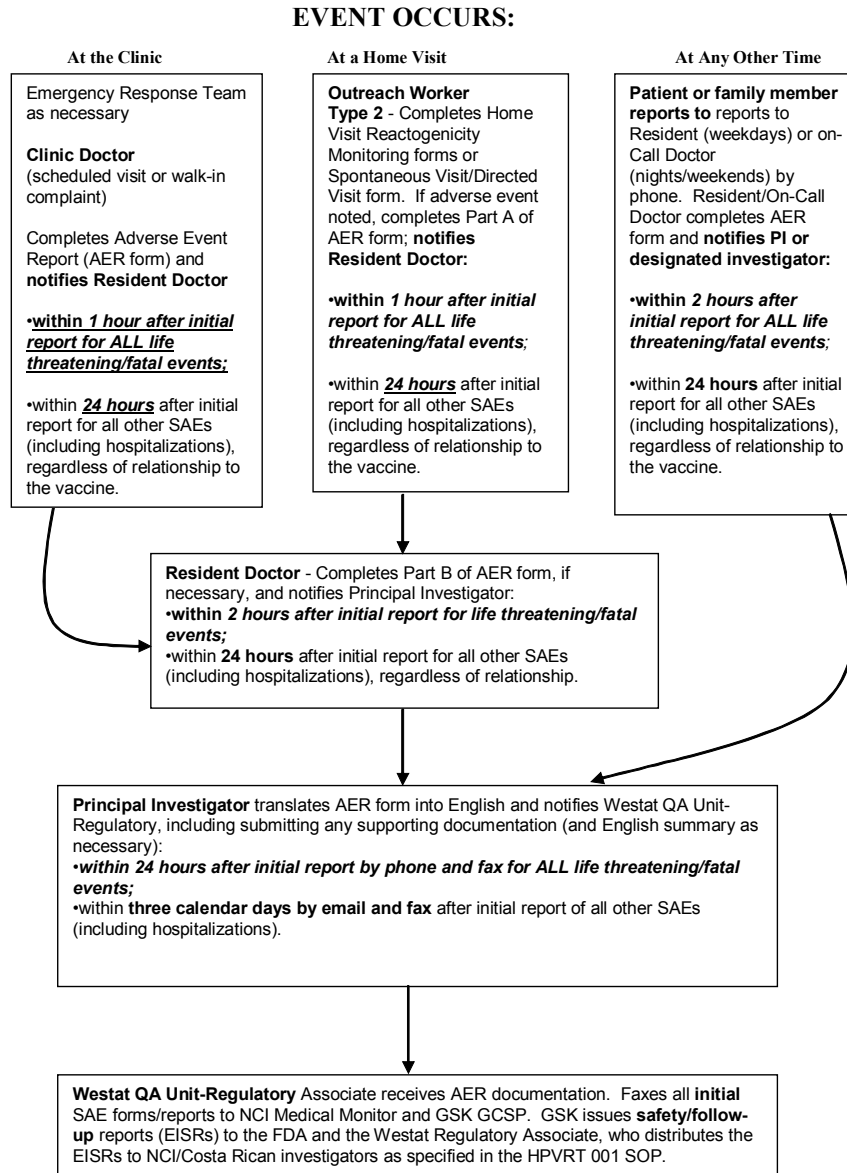 EVENT OCCURS:
At the Clinic
Emergency Response Team
as necessary
Clinic Doctor
(scheduled visit or walk-in
complaint)
Completes Adverse Event
Report (AER form) and
notifies Resident Doctor
•within 1 hour after initial
report for ALL life
threatening/fatal events;
•within 24 hours after initial
report for all other SAEs
(including hospitalizations),
regardless of relationship to
the vaccine.
At a Home Visit
Outreach Worker
Type 2 - Completes Home
Visit Reactogenicity
Monitoring forms or
Spontaneous Visit/Directed
Visit form. If adverse event
noted, completes Part A of
AER form; notifies
Resident Doctor:
•within 1 hour after initial
report for ALL life
threatening/fatal events;
•within 24 hours after initial
report for all other SAEs
(including hospitalizations),
regardless of relationship to
the vaccine.
At Any Other Time
Patient or family member
reports to reports to
Resident (weekdays) or on-
Call Doctor
(nights/weekends) by
phone. Resident/On-Call
Doctor completes AER
form and notifies PI or
designated investigator:
•within 2 hours after
initial report for ALL life
threatening/fatal events;
•within 24 hours after initial
report for all other SAEs
(including hospitalizations),
regardless of relationship to
the vaccine.
Resident Doctor - Completes Part B of AER form, if
necessary, and notifies Principal Investigator:
•within 2 hours after initial report for life threatening/fatal
events;
•within 24 hours after initial report for all other SAEs
(including hospitalizations), regardless of relationship.
Principal Investigator translates AER form into English and notifies Westat QA Unit-
Regulatory, including submitting any supporting documentation (and English summary as
necessary):
•within 24 hours after initial report by phone and fax for ALL life threatening/fatal
events;
•within three calendar days by email and fax after initial report of all other SAEs
(including hospitalizations).
Westat QA Unit-Regulatory Associate receives AER documentation. Faxes all initial
SAE forms/reports to NCI Medical Monitor and GSK GCSP. GSK issues safety/follow-
up reports (EISRs) to the FDA and the Westat Regulatory Associate, who distributes the
EISRs to NCI/Costa Rican investigators as specified in the HPVRT 001 SOP.